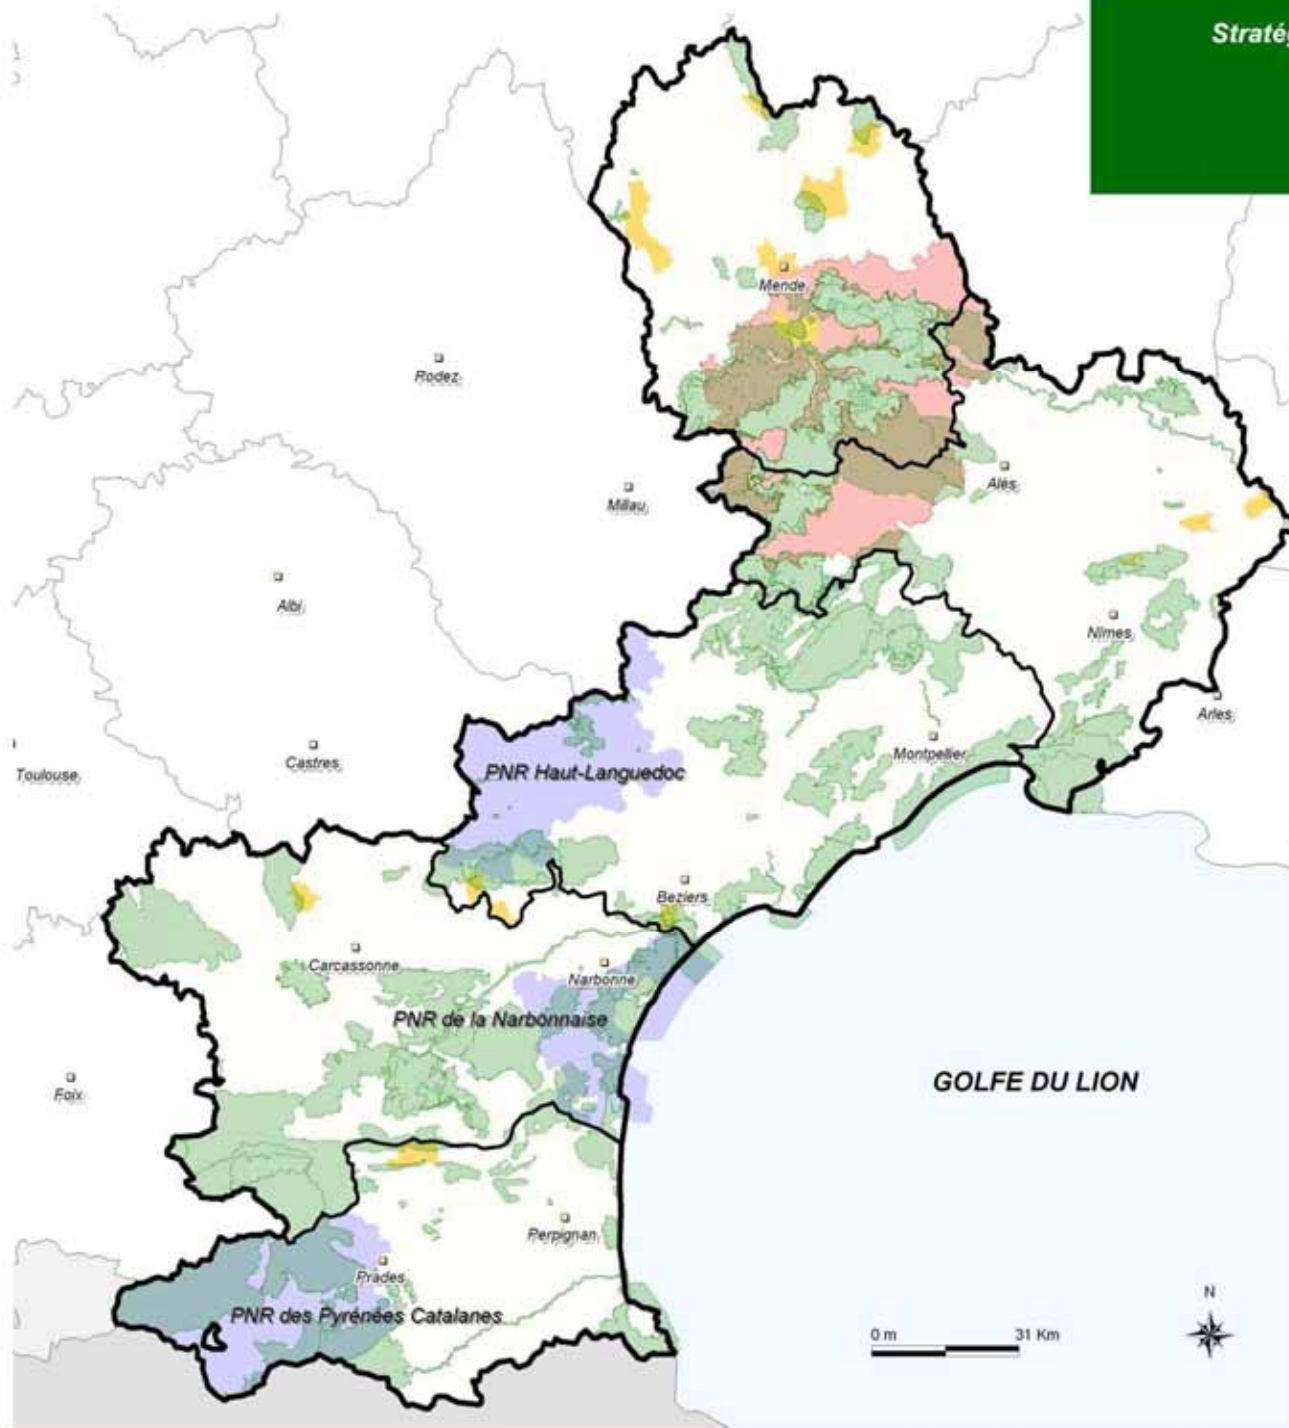 Straté
Mende
Rodez
Alès
Millau
Albi
Nîmes
Arles
Montpellier
Toulouse
Castres
PNR Haut-Languedoc
Beziers
Carcassonne
Narbonne
PNR de la Narbonnaise
GOLFE DU LION
Foix
Perpignan
Prades
PNR des Pyrénées Catalanes
N
0 m 31 Km